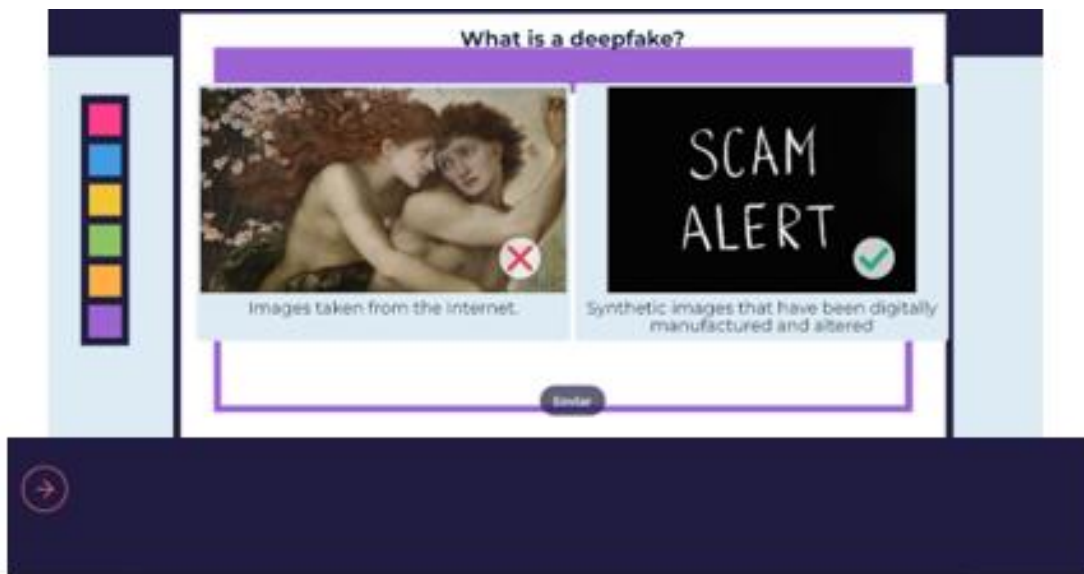 What is a deepfake?
SCAM
ALERT
Images taken from the Internet.
Synthetic images that have been digitally
manufactured and altered
Enviar